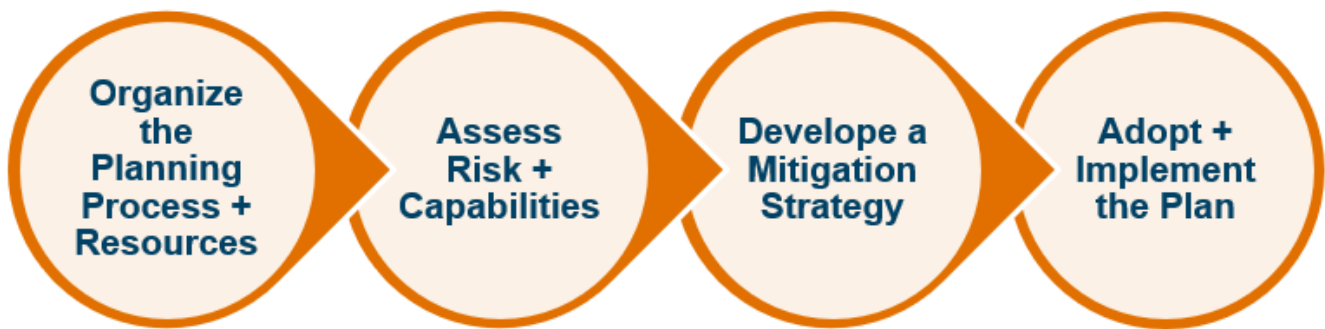 Organize
the
Planning
Process +
Resources
Assess
Risk +
Capabilities
Develope a
Mitigation
Strategy
Adopt +
Implement
the Plan